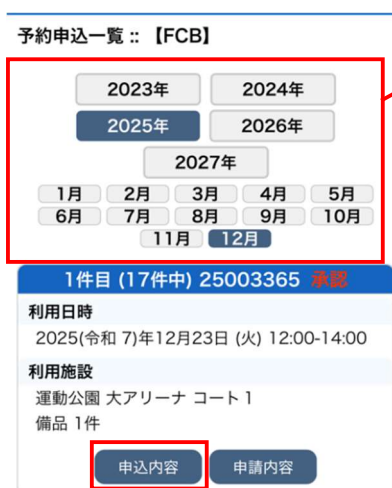 予約申込一覧 :: 【FCB】
2023年 2024年
2025年 2026年
2027年
1月 2月 3月 4月 5月
6月 7月 8月 9月 10月
11月 12月
1件目 (17件中) 25003365 承認
利用日時
2025(令和 7)年12月23日 (火) 12:00-14:00
利用施設
運動公園 大アリーナ コート 1
備品 1件
申込内容 申請内容